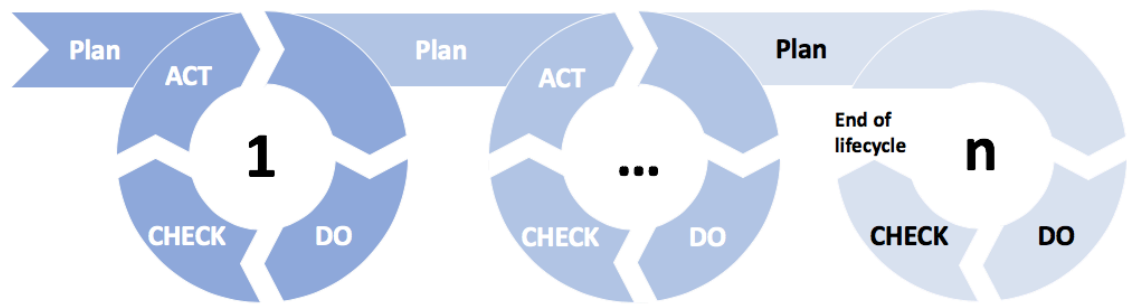 Plan
ACT
1
CHECK
DO
Plan
ACT
...
CHECK
DO
Plan
End of
lifecycle
n
CHECK
DO